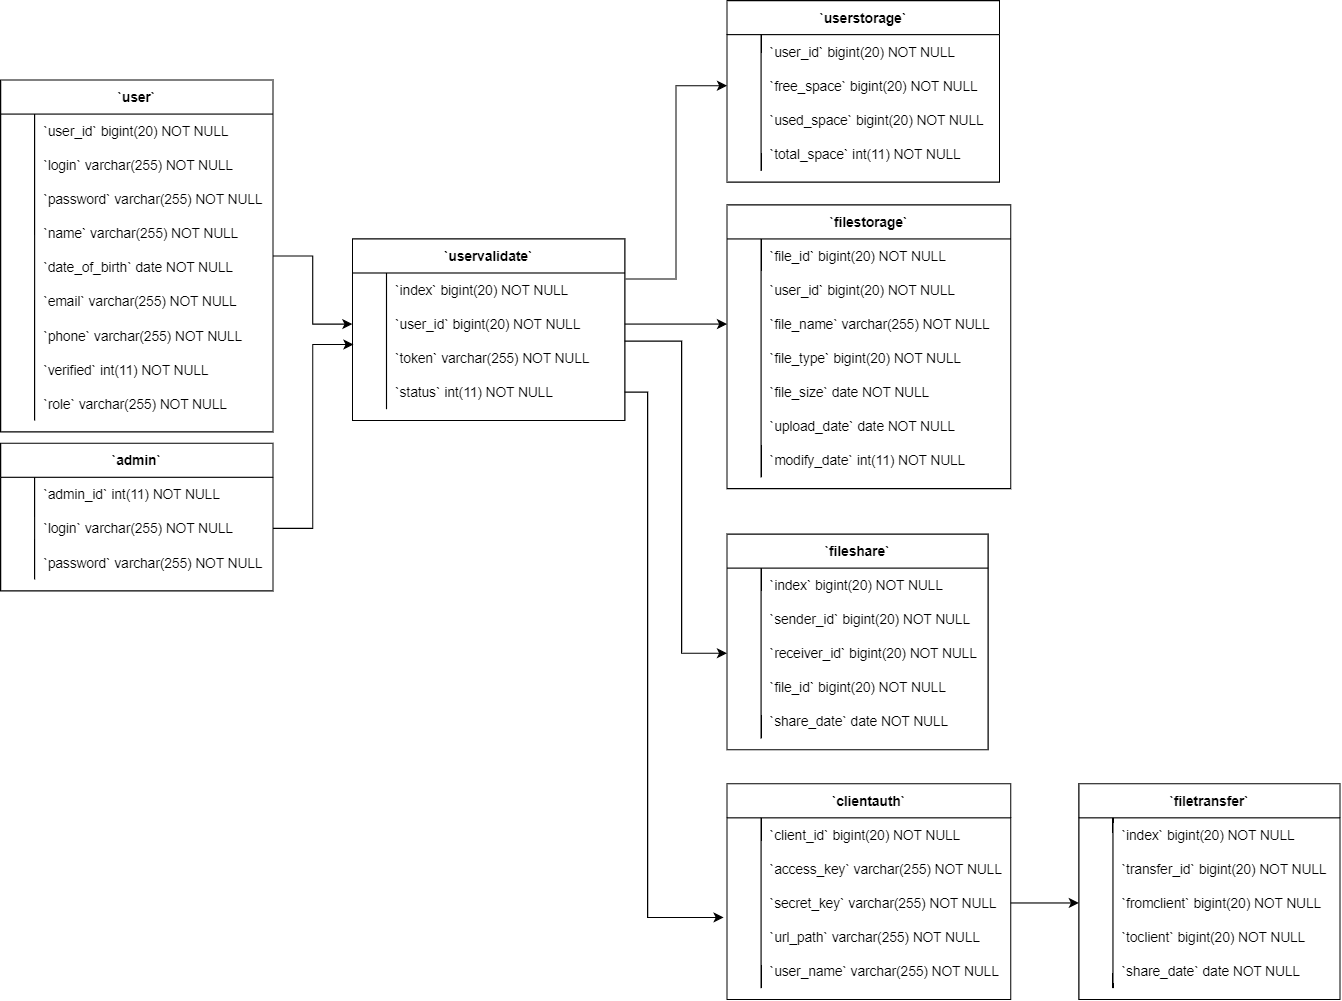 `user`
`user_id` bigint(20) NOT NULL
`login` varchar(255) NOT NULL
`password` varchar(255) NOT NULL
`name` varchar(255) NOT NULL
`date_of_birth` date NOT NULL
`email` varchar(255) NOT NULL
`phone` varchar(255) NOT NULL
`verified` int(11) NOT NULL
`role` varchar(255) NOT NULL
`admin`
`admin_id` int(11) NOT NULL
`login` varchar(255) NOT NULL
`password` varchar(255) NOT NULL
`uservalidate`
`index` bigint(20) NOT NULL
`user_id` bigint(20) NOT NULL
`token` varchar(255) NOT NULL
`status` int(11) NOT NULL
`userstorage`
`user_id` bigint(20) NOT NULL
`free_space` bigint(20) NOT NULL
`used_space` bigint(20) NOT NULL
`total_space` int(11) NOT NULL
`filestorage`
`file_id` bigint(20) NOT NULL
`user_id` bigint(20) NOT NULL
`file_name` varchar(255) NOT NULL
`file_type` bigint(20) NOT NULL
`file_size` date NOT NULL
`upload_date` date NOT NULL
`modify_date` int(11) NOT NULL
`fileshare`
`index` bigint(20) NOT NULL
`sender_id` bigint(20) NOT NULL
`receiver_id` bigint(20) NOT NULL
`file_id` bigint(20) NOT NULL
`share_date` date NOT NULL
`clientauth`
`client_id` bigint(20) NOT NULL
`access_key` varchar(255) NOT NULL
`secret_key` varchar(255) NOT NULL
`url_path` varchar(255) NOT NULL
`user_name` varchar(255) NOT NULL
`filetransfer`
`index` bigint(20) NOT NULL
`transfer_id` bigint(20) NOT NULL
`fromclient` bigint(20) NOT NULL
`toclient` bigint(20) NOT NULL
`share_date` date NOT NULL